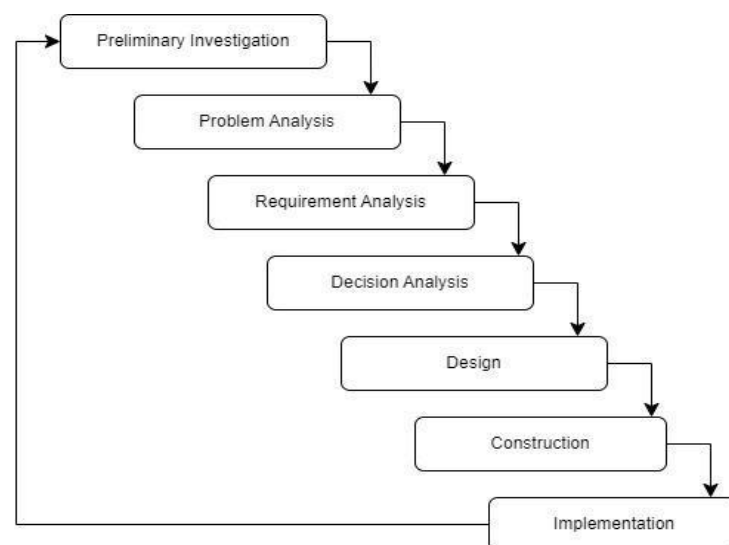 Preliminary Investigation
Problem Analysis
Requirement Analysis
Decision Analysis
Design
Construction
Implementation